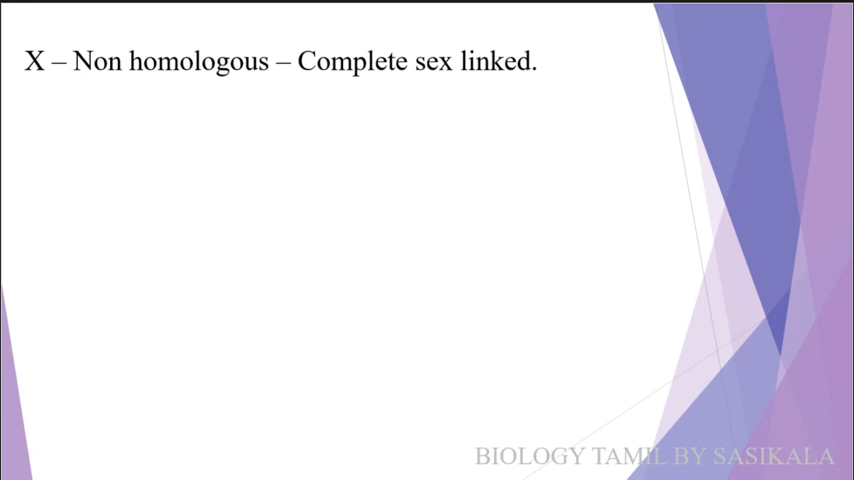 X – Non homologous – Complete sex linked.
BIOLOGY TAMIL BY SASIKALA